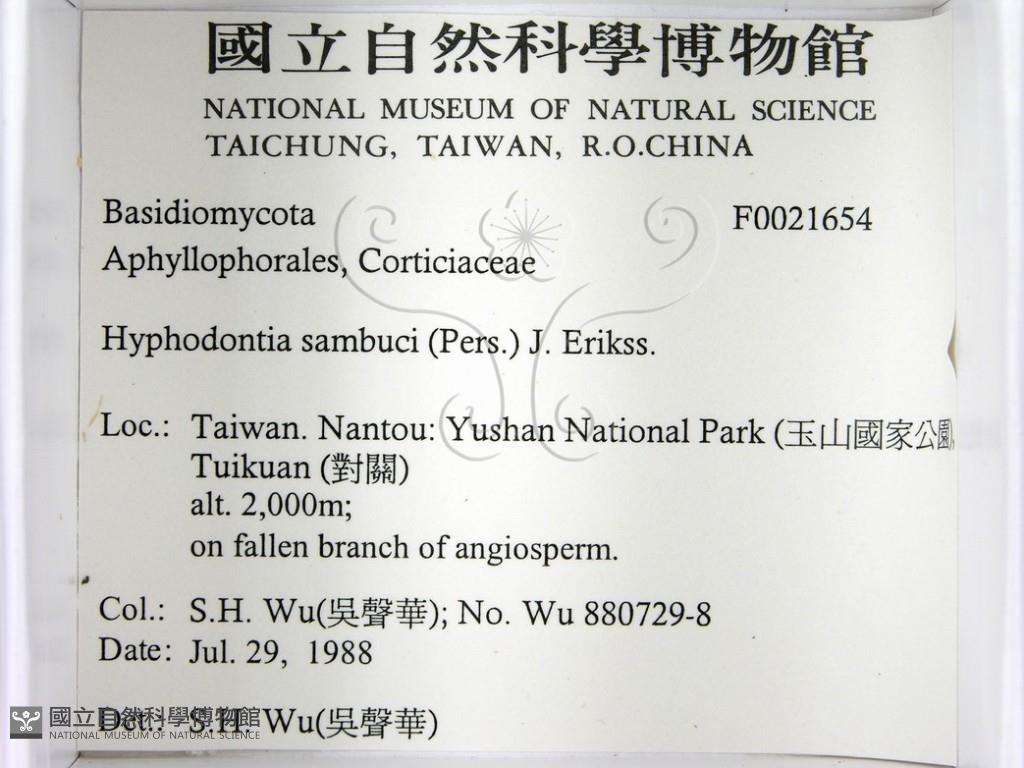 國立自然科學博物館
NATIONAL MUSEUM OF NATURAL SCIENCE
TAICHUNG, TAIWAN, R.O.CHINA
Basidiomycota F0021654
Aphyllophorales, Corticiaceae
Hyphodontia sambuci (Pers.) J. Erikss.
Loc.: Taiwan. Nantou: Yushan National Park (玉山國家公園),
Tuikuan (對關)
alt. 2,000m;
on fallen branch of angiosperm.
Col.: S.H. Wu(吳聲華); No. Wu 880729-8
Date: Jul. 29, 1988
Det.: S.H. Wu(吳聲華)
國立自然科學博物館
NATIONAL MUSEUM OF NATURAL SCIENCE